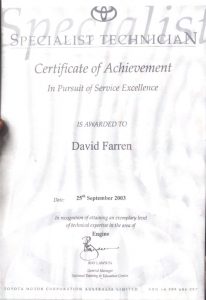 Specialist
SPECIALIST TECHNICIAN
Certificate of Achievement
In Pursuit of Service Excellence
IS AWARDED TO
David Farren
Date: 25th September 2003
In recognition of attaining an exemplary level
of technical expertise in the area of
Engine
General Manager
TOYOTA MOTOR CORPORATION AUSTRALIA LIMITED